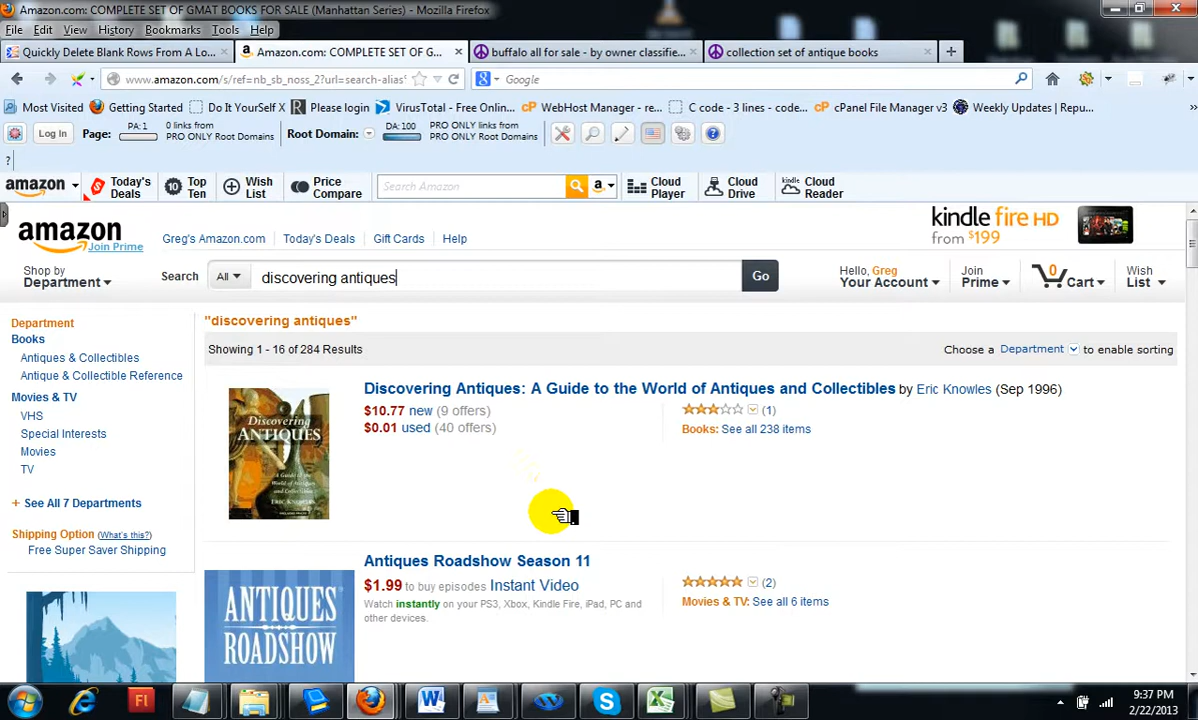 Amazon.com: COMPLETE SET OF GMAT BOOKS FOR SALE (Manhattan Series) - Mozilla Firefox
File Edit View History Bookmarks Tools Help
Quickly Delete Blank Rows From A Lo... Amazon.com: COMPLETE SET OF G... buffalo all for sale - by owner classifie... collection set of antique books
www.amazon.com/s/ref=nb_sb_noss_2?url=search-alias Google
Most Visited Getting Started Do It YourSelf X Please login VirusTotal - Free Onlin... WebHost Manager - re... C code - 3 lines - code... cPanel File Manager v3 Weekly Updates | Repu...
Log In Page: PA: 1 0 links from PRO ONLY Root Domains Root Domain: DA: 100 PRO ONLY links from PRO ONLY Root Domains
?
amazon Today's Deals Top Ten Wish List Price Compare Search Amazon Cloud Player Cloud Drive Cloud Reader
amazon Join Prime Greg's Amazon.com Today's Deals Gift Cards Help kindle fire HD from $199
Shop by Department Search All discovering antiques Go Hello, Greg Your Account Join Prime 0 Cart Wish List
Department
Books
Antiques & Collectibles
Antique & Collectible Reference
Movies & TV
VHS
Special Interests
Movies
TV
+ See All 7 Departments
Shipping Option (What's this?)
Free Super Saver Shipping
"discovering antiques"
Showing 1 - 16 of 284 Results Choose a Department to enable sorting
Discovering ANTIQUES
A Guide to the World of Antiques and Collectibles
ERIC KNOWLES
Discovering Antiques: A Guide to the World of Antiques and Collectibles by Eric Knowles (Sep 1996)
$10.77 new (9 offers) (1)
$0.01 used (40 offers) Books: See all 238 items
ANTIQUES
ROADSHOW
Antiques Roadshow Season 11
$1.99 to buy episodes Instant Video (2)
Watch instantly on your PS3, Xbox, Kindle Fire, iPad, PC and other devices. Movies & TV: See all 6 items
9:37 PM
2/22/2013